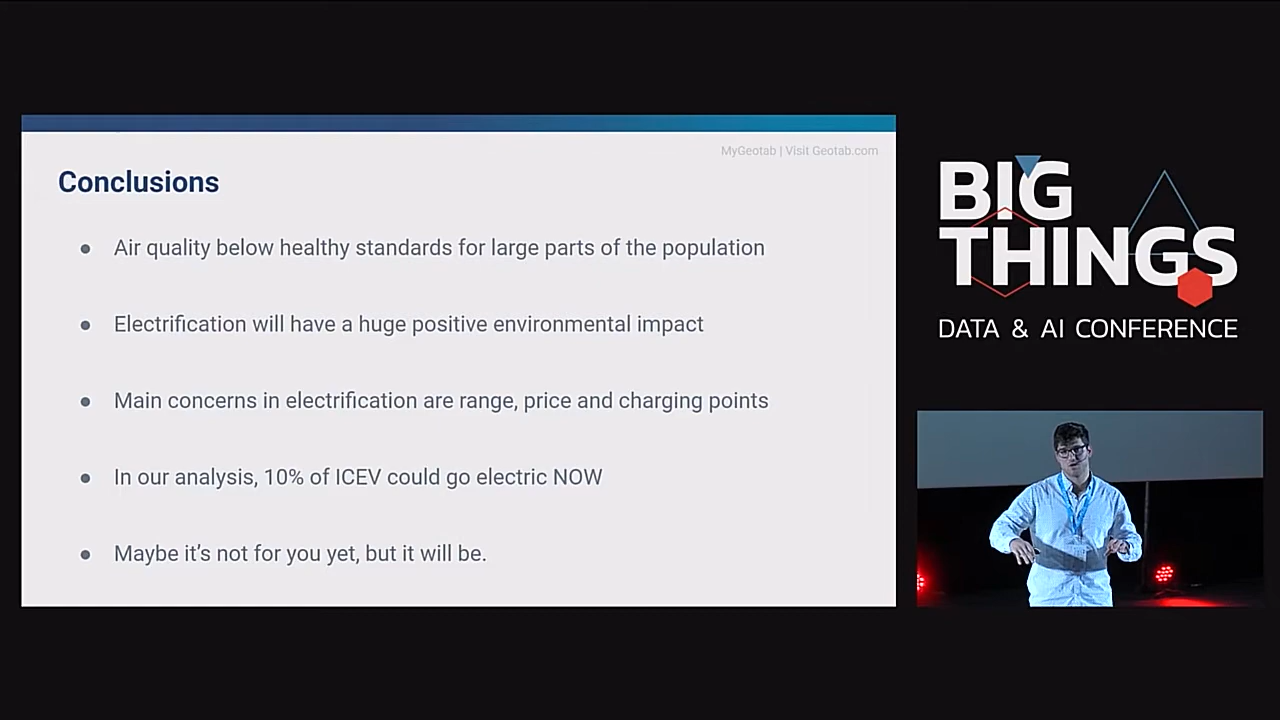 MyGeotab | Visit Geotab.com
Conclusions
● Air quality below healthy standards for large parts of the population
● Electrification will have a huge positive environmental impact
● Main concerns in electrification are range, price and charging points
● In our analysis, 10% of ICEV could go electric NOW
● Maybe it’s not for you yet, but it will be.
BIG
THINGS
DATA & AI CONFERENCE